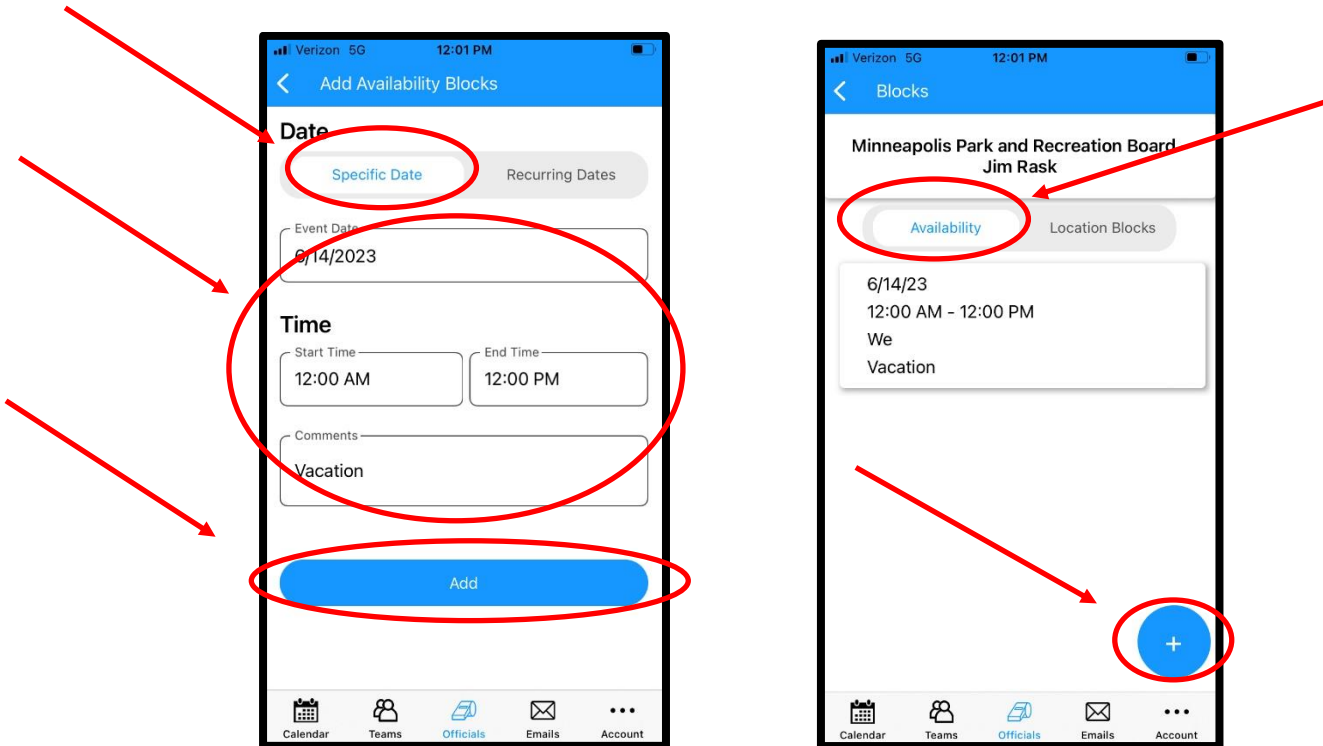 Verizon 5G 12:01 PM
Add Availability Blocks
Date
Specific Date Recurring Dates
Event Date
6/14/2023
Time
Start Time End Time
12:00 AM 12:00 PM
Comments
Vacation
Add
Calendar Teams Officials Emails Account
Verizon 5G 12:01 PM
Blocks
Minneapolis Park and Recreation Board
Jim Rask
Availability Location Blocks
6/14/23
12:00 AM - 12:00 PM
We
Vacation
+
Calendar Teams Officials Emails Account